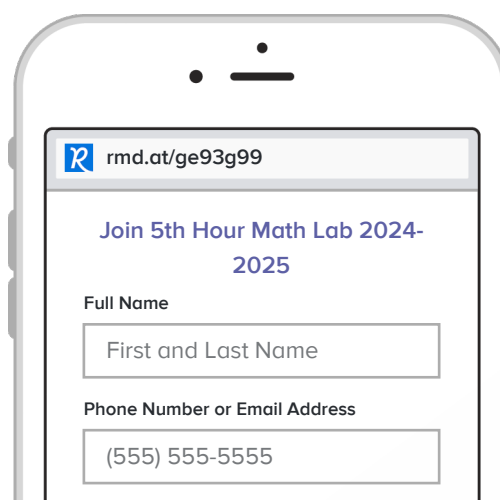 rmd.at/ge93g99
Join 5th Hour Math Lab 2024-
2025
Full Name
First and Last Name
Phone Number or Email Address
(555) 555-5555